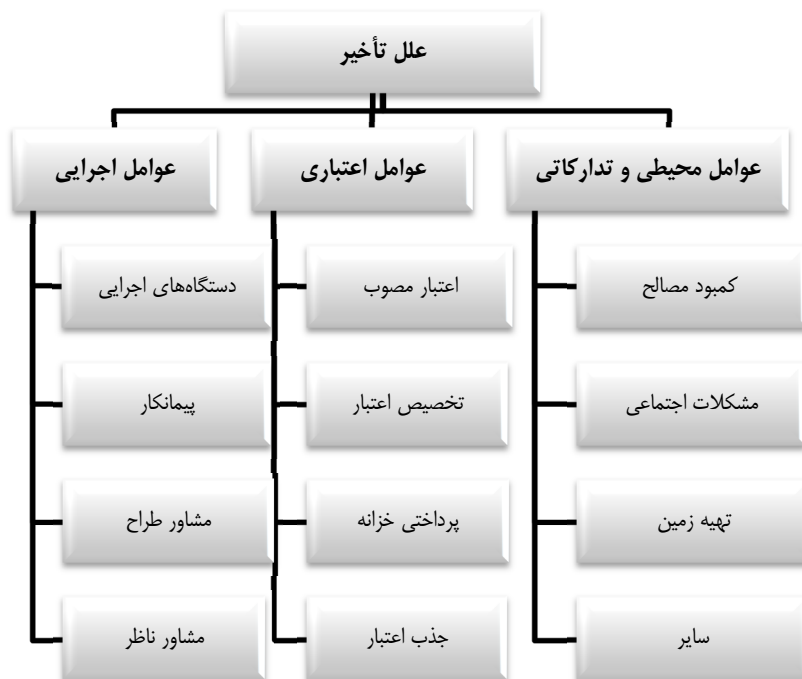 علل تأخیر
عوامل محیطی و تدارکاتی
کمبود مصالح
مشکلات اجتماعی
تهیه زمین
سایر
عوامل اعتباری
اعتبار مصوب
تخصیص اعتبار
پرداختی خزانه
جذب اعتبار
عوامل اجرایی
دستگاه‌های اجرایی
پیمانکار
مشاور طراح
مشاور ناظر